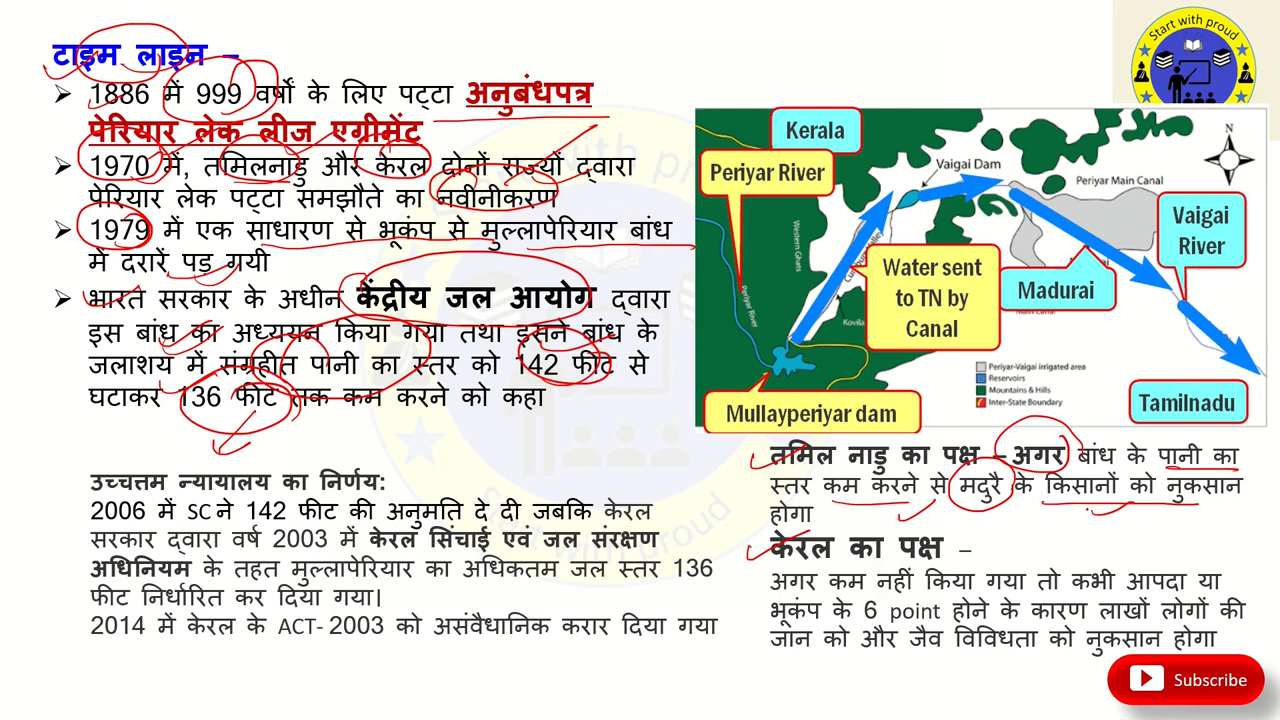 टाइम लाइन –
1886 में 999 वर्षों के लिए पट्टा अनुबंधपत्र
पेरियार लेक लीज एग्रीमेंट
1970 में, तमिलनाडु और केरल दोनों राज्यों द्वारा
पेरियार लेक पट्टा समझौते का नवीनीकरण
1979 में एक साधारण से भूकंप से मुल्लापेरियार बांध
में दरारें पड़ गयी
भारत सरकार के अधीन केंद्रीय जल आयोग द्वारा
इस बांध का अध्ययन किया गया तथा इसने बांध के
जलाशय में संग्रहीत पानी का स्तर को 142 फीट से
घटाकर 136 फीट तक कम करने को कहा
उच्चत्तम न्यायालय का निर्णय:
2006 में SC ने 142 फीट की अनुमति दे दी जबकि केरल
सरकार द्वारा वर्ष 2003 में केरल सिंचाई एवं जल संरक्षण
अधिनियम के तहत मुल्लापेरियार का अधिकतम जल स्तर 136
फीट निर्धारित कर दिया गया।
2014 में केरल के ACT- 2003 को असंवैधानिक करार दिया गया
Start with proud
Kerala
Periyar River
Vaigai Dam
N
Periyar Main Canal
Vaigai
River
Western Ghats
Water sent
to TN by
Canal
Madurai
Main Canal
Periyar River
Periyar-Vaigai irrigated area
Reservoirs
Mountains & Hills
Inter-State Boundary
Mullayperiyar dam
Tamilnadu
तमिल नाडु का पक्ष – अगर बांध के पानी का
स्तर कम करने से मदुरै के किसानों को नुकसान
होगा
केरल का पक्ष –
अगर कम नहीं किया गया तो कभी आपदा या
भूकंप के 6 point होने के कारण लाखों लोगों की
जान को और जैव विविधता को नुकसान होगा
Subscribe